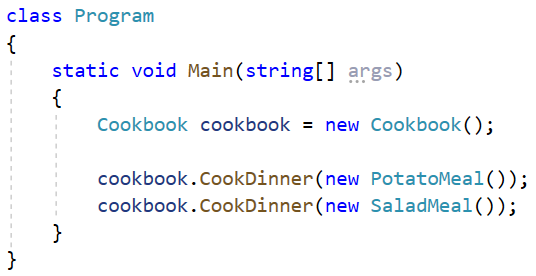 class Program
{
    static void Main(string[] args)
    {
        Cookbook cookbook = new Cookbook();

        cookbook.CookDinner(new PotatoMeal());
        cookbook.CookDinner(new SaladMeal());
    }
}